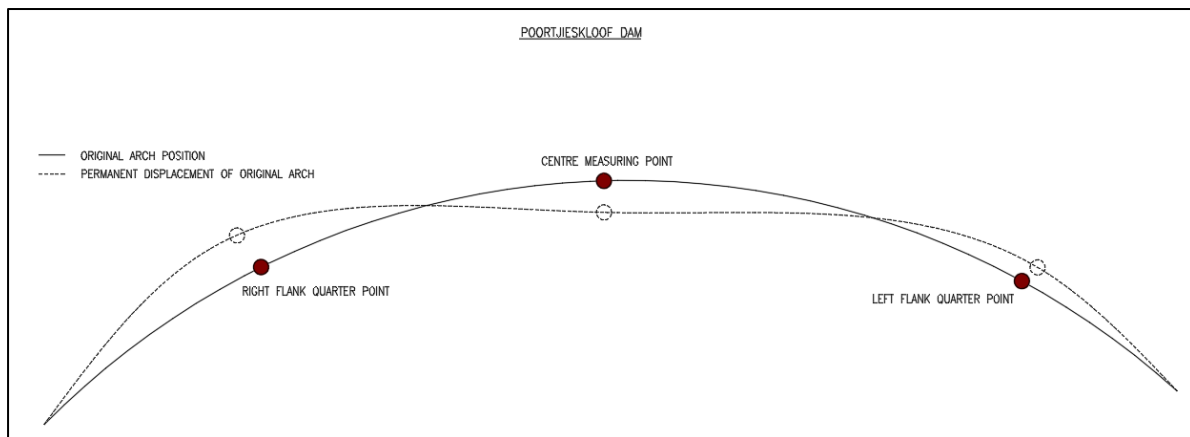 POORTJIESKLOOF DAM
ORIGINAL ARCH POSITION
PERMANENT DISPLACEMENT OF ORIGINAL ARCH
CENTRE MEASURING POINT
RIGHT FLANK QUARTER POINT
LEFT FLANK QUARTER POINT